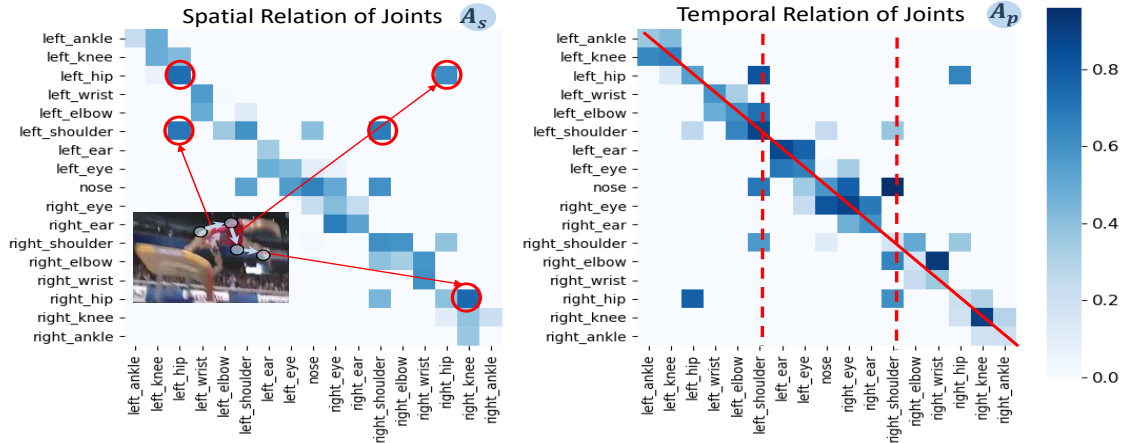 Spatial Relation of Joints A_s
left_ankle
left_knee
left_hip
left_wrist
left_elbow
left_shoulder
left_ear
left_eye
nose
right_eye
right_ear
right_shoulder
right_elbow
right_wrist
right_hip
right_knee
right_ankle
left_ankle
left_knee
left_hip
left_wrist
left_elbow
left_shoulder
left_ear
left_eye
nose
right_eye
right_ear
right_shoulder
right_elbow
right_wrist
right_hip
right_knee
right_ankle
Temporal Relation of Joints A_p
left_ankle
left_knee
left_hip
left_wrist
left_elbow
left_shoulder
left_ear
left_eye
nose
right_eye
right_ear
right_shoulder
right_elbow
right_wrist
right_hip
right_knee
right_ankle
left_ankle
left_knee
left_hip
left_wrist
left_elbow
left_shoulder
left_ear
left_eye
nose
right_eye
right_ear
right_shoulder
right_elbow
right_wrist
right_hip
right_knee
right_ankle
0.8
0.6
0.4
0.2
0.0